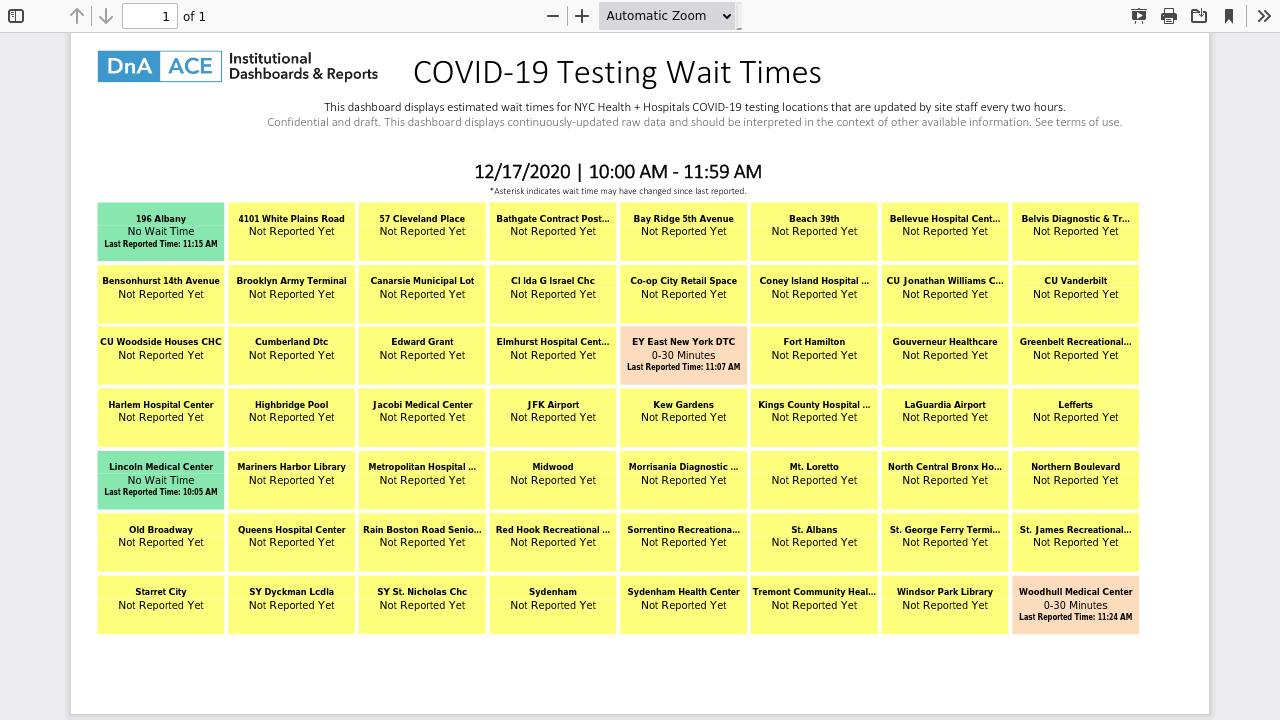 1 of 1
Automatic Zoom
DnA ACE Institutional Dashboards & Reports
COVID-19 Testing Wait Times
This dashboard displays estimated wait times for NYC Health + Hospitals COVID-19 testing locations that are updated by site staff every two hours.
Confidential and draft. This dashboard displays continuously-updated raw data and should be interpreted in the context of other available information. See terms of use.
12/17/2020 | 10:00 AM - 11:59 AM
*Asterisk indicates wait time may have changed since last reported.
196 Albany
No Wait Time
Last Reported Time: 11:15 AM
4101 White Plains Road
Not Reported Yet
57 Cleveland Place
Not Reported Yet
Bathgate Contract Post...
Not Reported Yet
Bay Ridge 5th Avenue
Not Reported Yet
Beach 39th
Not Reported Yet
Bellevue Hospital Cent...
Not Reported Yet
Belvis Diagnostic & Tr...
Not Reported Yet
Bensonhurst 14th Avenue
Not Reported Yet
Brooklyn Army Terminal
Not Reported Yet
Canarsie Municipal Lot
Not Reported Yet
CI Ida G Israel Chc
Not Reported Yet
Co-op City Retail Space
Not Reported Yet
Coney Island Hospital ...
Not Reported Yet
CU Jonathan Williams C...
Not Reported Yet
CU Vanderbilt
Not Reported Yet
CU Woodside Houses CHC
Not Reported Yet
Cumberland Dtc
Not Reported Yet
Edward Grant
Not Reported Yet
Elmhurst Hospital Cent...
Not Reported Yet
EY East New York DTC
0-30 Minutes
Last Reported Time: 11:07 AM
Fort Hamilton
Not Reported Yet
Gouverneur Healthcare
Not Reported Yet
Greenbelt Recreational...
Not Reported Yet
Harlem Hospital Center
Not Reported Yet
Highbridge Pool
Not Reported Yet
Jacobi Medical Center
Not Reported Yet
JFK Airport
Not Reported Yet
Kew Gardens
Not Reported Yet
Kings County Hospital ...
Not Reported Yet
LaGuardia Airport
Not Reported Yet
Lefferts
Not Reported Yet
Lincoln Medical Center
No Wait Time
Last Reported Time: 10:05 AM
Mariners Harbor Library
Not Reported Yet
Metropolitan Hospital ...
Not Reported Yet
Midwood
Not Reported Yet
Morrisania Diagnostic ...
Not Reported Yet
Mt. Loretto
Not Reported Yet
North Central Bronx Ho...
Not Reported Yet
Northern Boulevard
Not Reported Yet
Old Broadway
Not Reported Yet
Queens Hospital Center
Not Reported Yet
Rain Boston Road Senio...
Not Reported Yet
Red Hook Recreational ...
Not Reported Yet
Sorrentino Recreationa...
Not Reported Yet
St. Albans
Not Reported Yet
St. George Ferry Termi...
Not Reported Yet
St. James Recreational...
Not Reported Yet
Starret City
Not Reported Yet
SY Dyckman Lcdla
Not Reported Yet
SY St. Nicholas Chc
Not Reported Yet
Sydenham
Not Reported Yet
Sydenham Health Center
Not Reported Yet
Tremont Community Heal...
Not Reported Yet
Windsor Park Library
Not Reported Yet
Woodhull Medical Center
0-30 Minutes
Last Reported Time: 11:24 AM